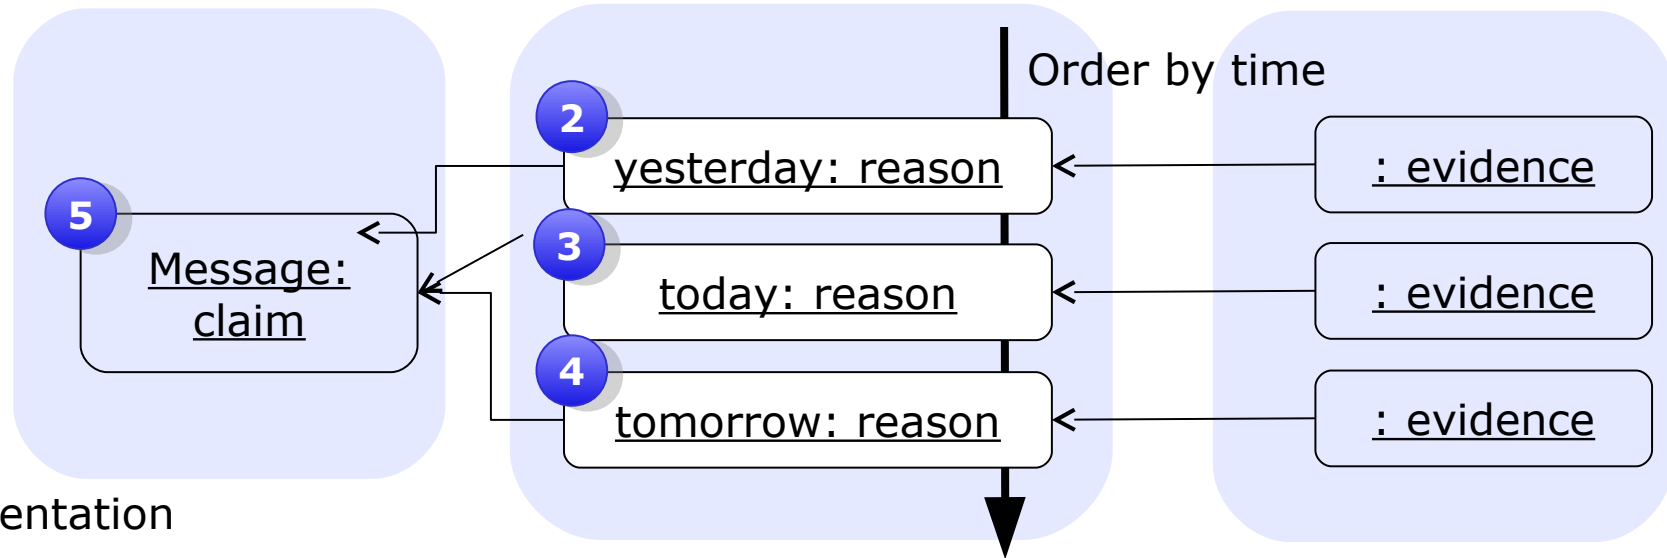 Order by time
2
yesterday: reason
: evidence
5
Message:
claim
3
today: reason
: evidence
4
tomorrow: reason
: evidence
entation